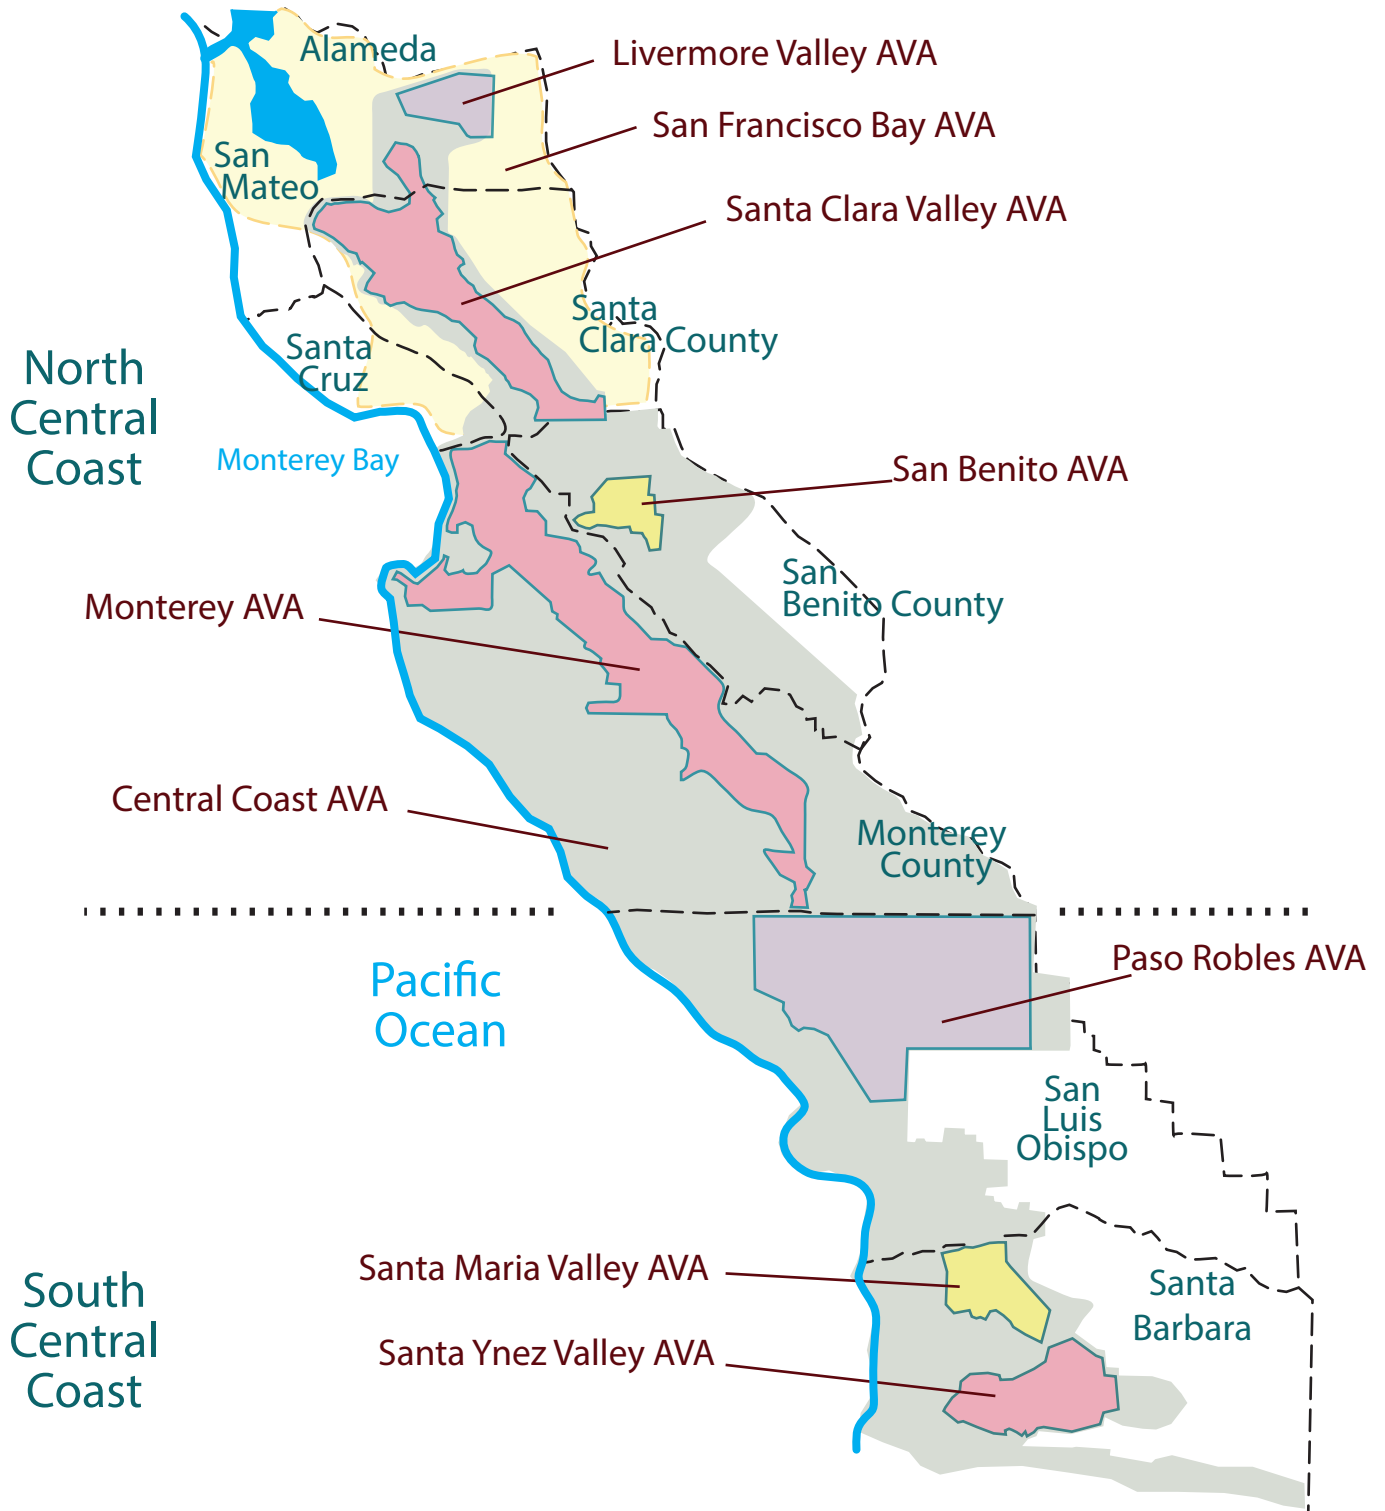 Alameda
Livermore Valley AVA
San Francisco Bay AVA
San
Mateo
Santa Clara Valley AVA
Santa
Clara County
Santa
Cruz
North
Central
Coast
Monterey Bay
San Benito AVA
San
Benito County
Monterey AVA
Central Coast AVA
Monterey
County
Paso Robles AVA
Pacific
Ocean
San
Luis
Obispo
Santa Maria Valley AVA
Santa
Barbara
South
Central
Coast
Santa Ynez Valley AVA